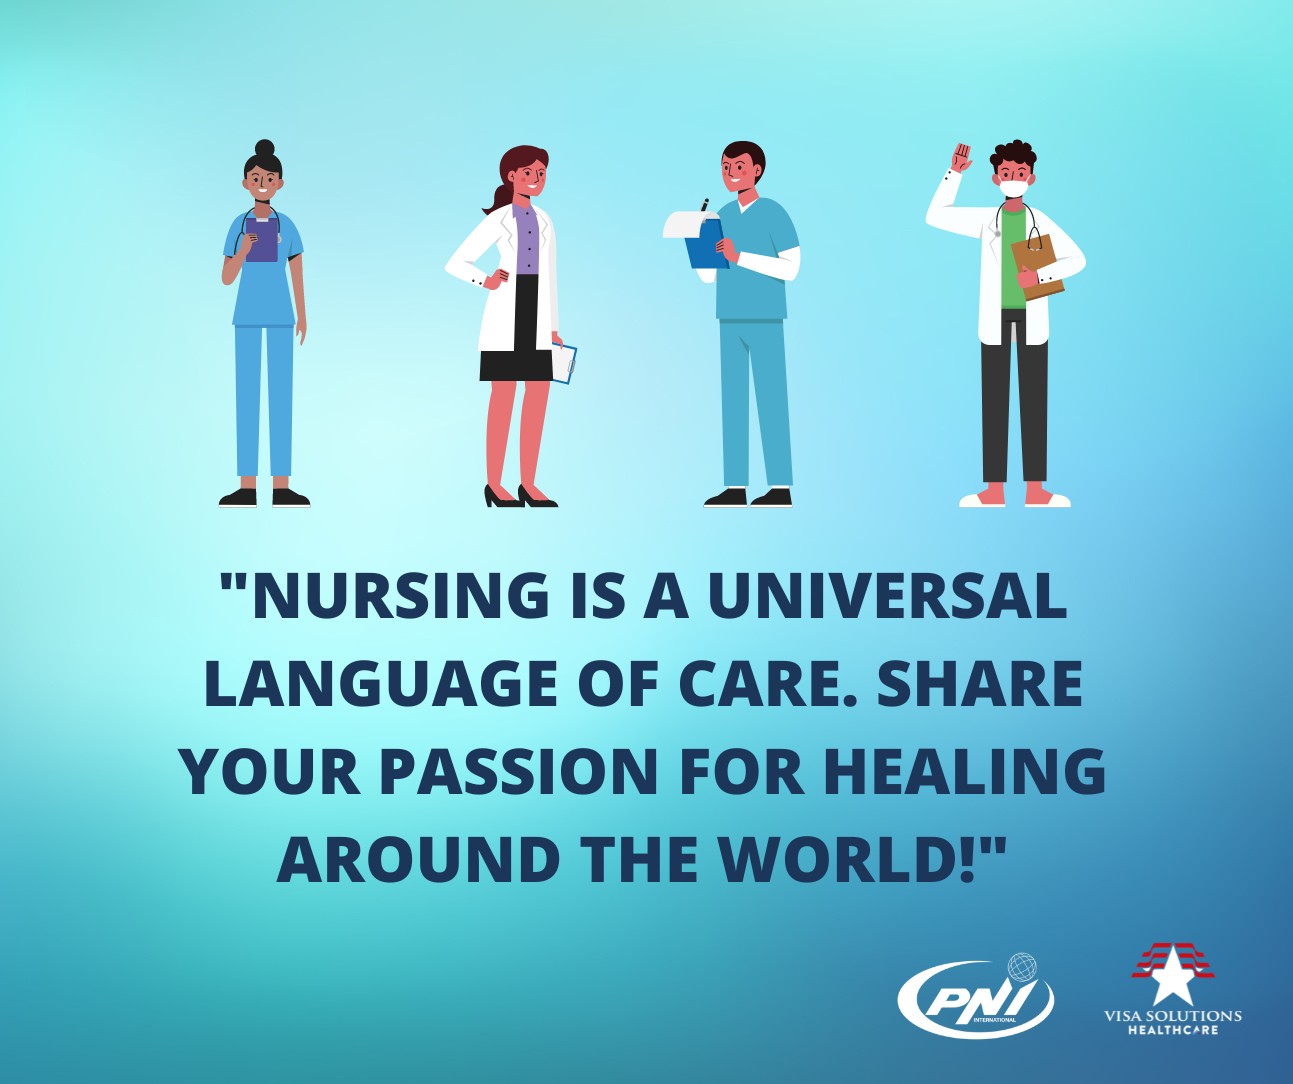 "NURSING IS A UNIVERSAL
LANGUAGE OF CARE. SHARE
YOUR PASSION FOR HEALING
AROUND THE WORLD!"
PNI
INTERNATIONAL
VISA SOLUTIONS
HEALTHCARE